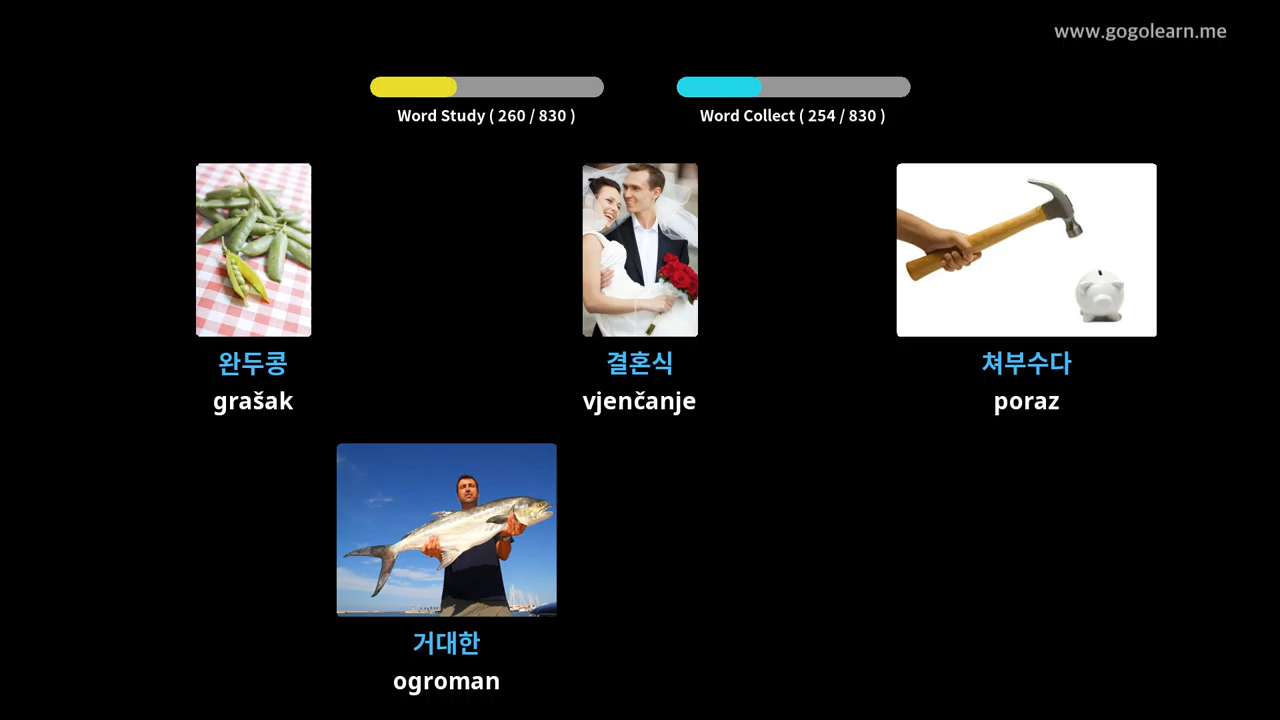 www.gogolearn.me
Word Study ( 260 / 830 )
Word Collect ( 254 / 830 )
완두콩
grašak
결혼식
vjenčanje
쳐부수다
poraz
거대한
ogroman